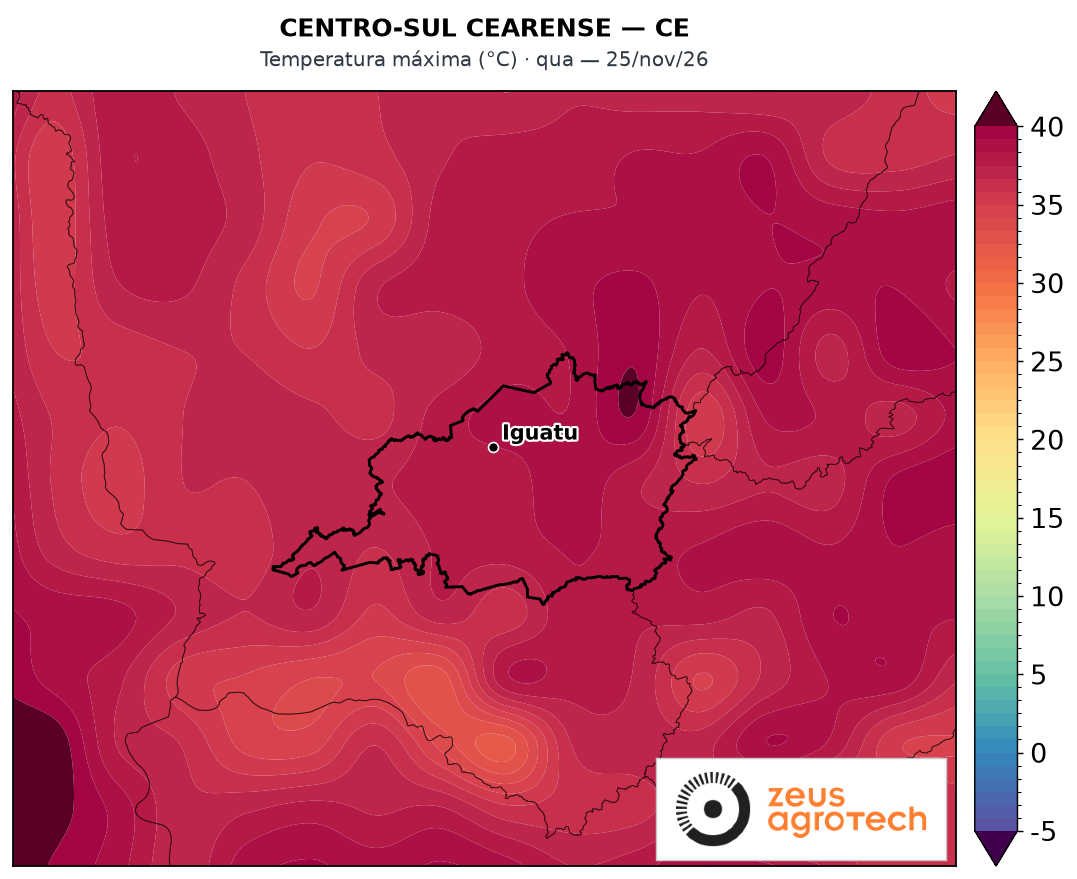 CENTRO-SUL CEARENSE — CE
Temperatura máxima (°C) · qua — 25/nov/26
40
35
30
25
20
15
10
5
0
-5
Iguatu
zeus
agrotech